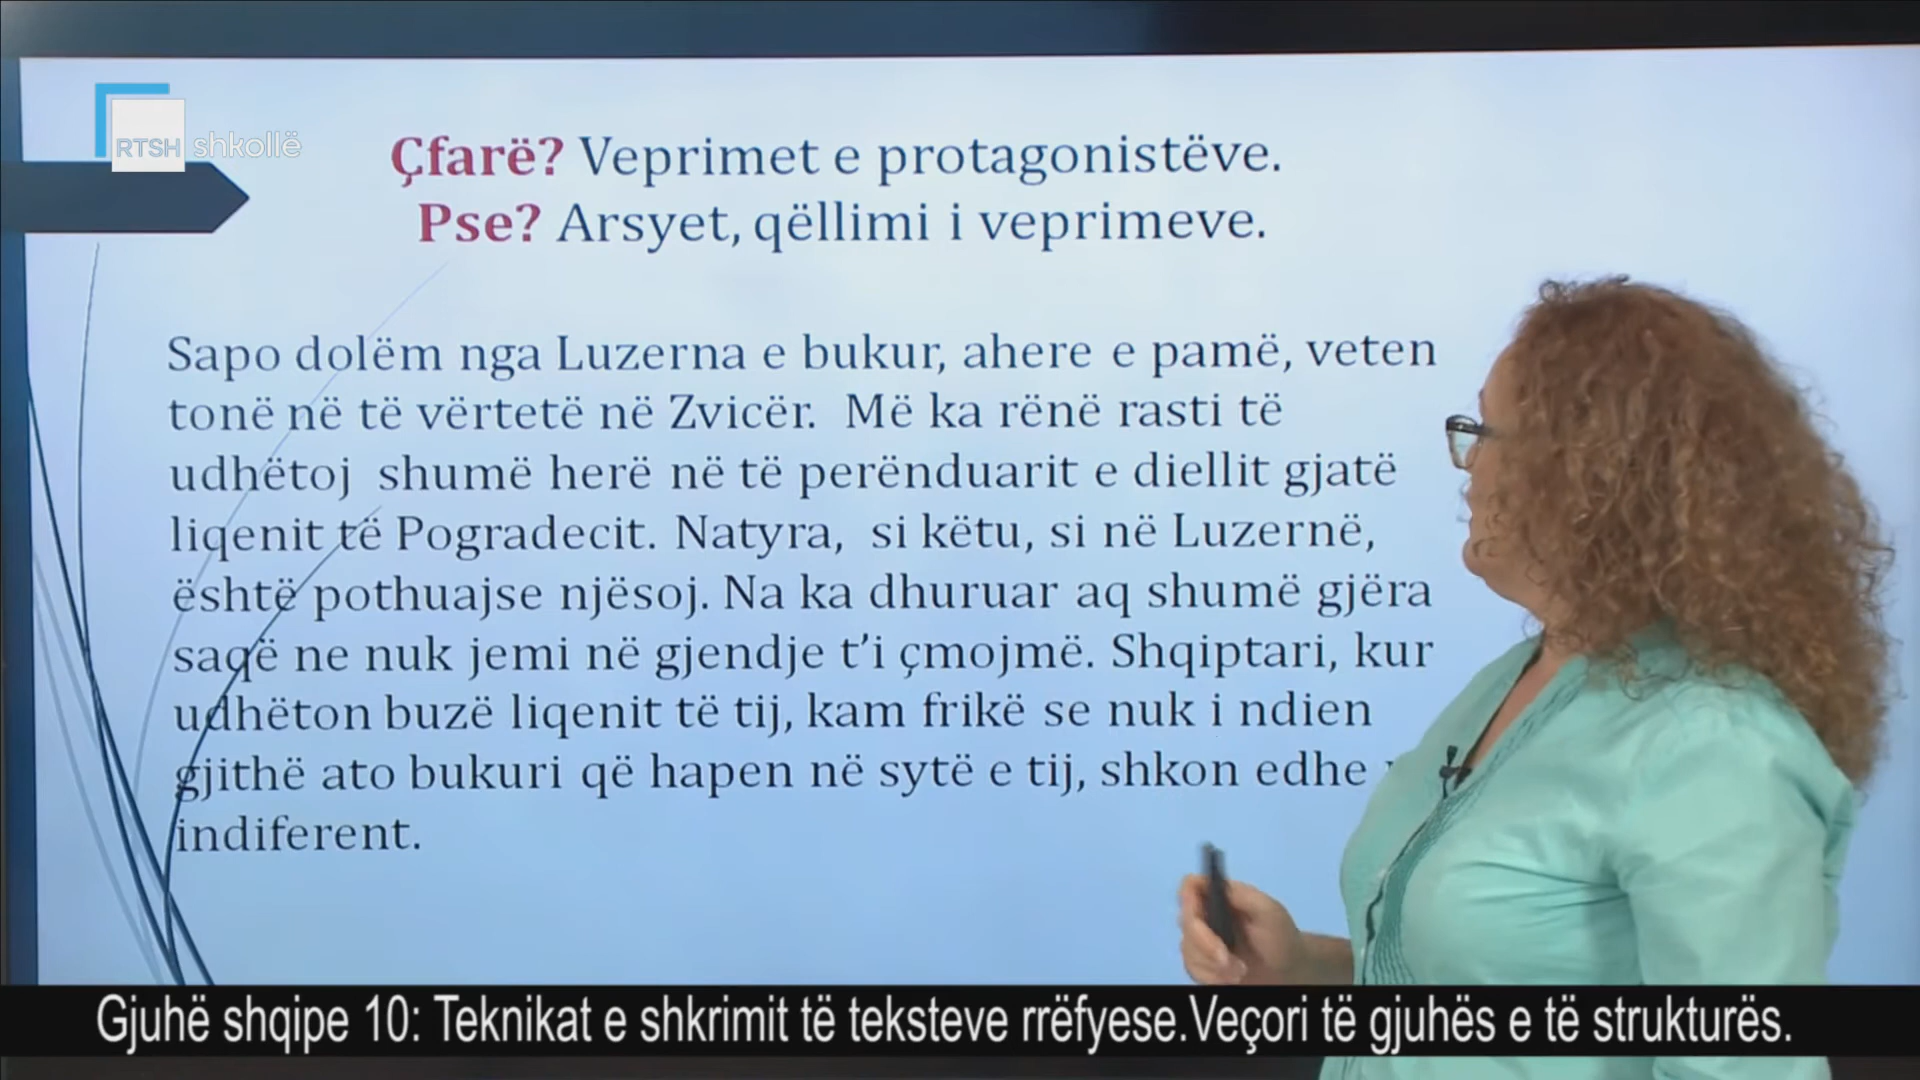 RTSH shkollë
Çfarë? Veprimet e protagonistëve.
Pse? Arsyet, qëllimi i veprimeve.
Sapo dolëm nga Luzerna e bukur, ahere e pamë, veten
tonë në të vërtetë në Zvicër. Më ka rënë rasti të
udhëtoj shumë herë në të perënduarit e diellit gjatë
liqenit të Pogradecit. Natyra, si këtu, si në Luzernë,
është pothuajse njësoj. Na ka dhuruar aq shumë gjëra
saqë ne nuk jemi në gjendje t’i çmojmë. Shqiptari, kur
udhëton buzë liqenit të tij, kam frikë se nuk i ndien
gjithë ato bukuri që hapen në sytë e tij, shkon edhe
indiferent.
Gjuhë shqipe 10: Teknikat e shkrimit të teksteve rrëfyese.Veçori të gjuhës e të strukturës.